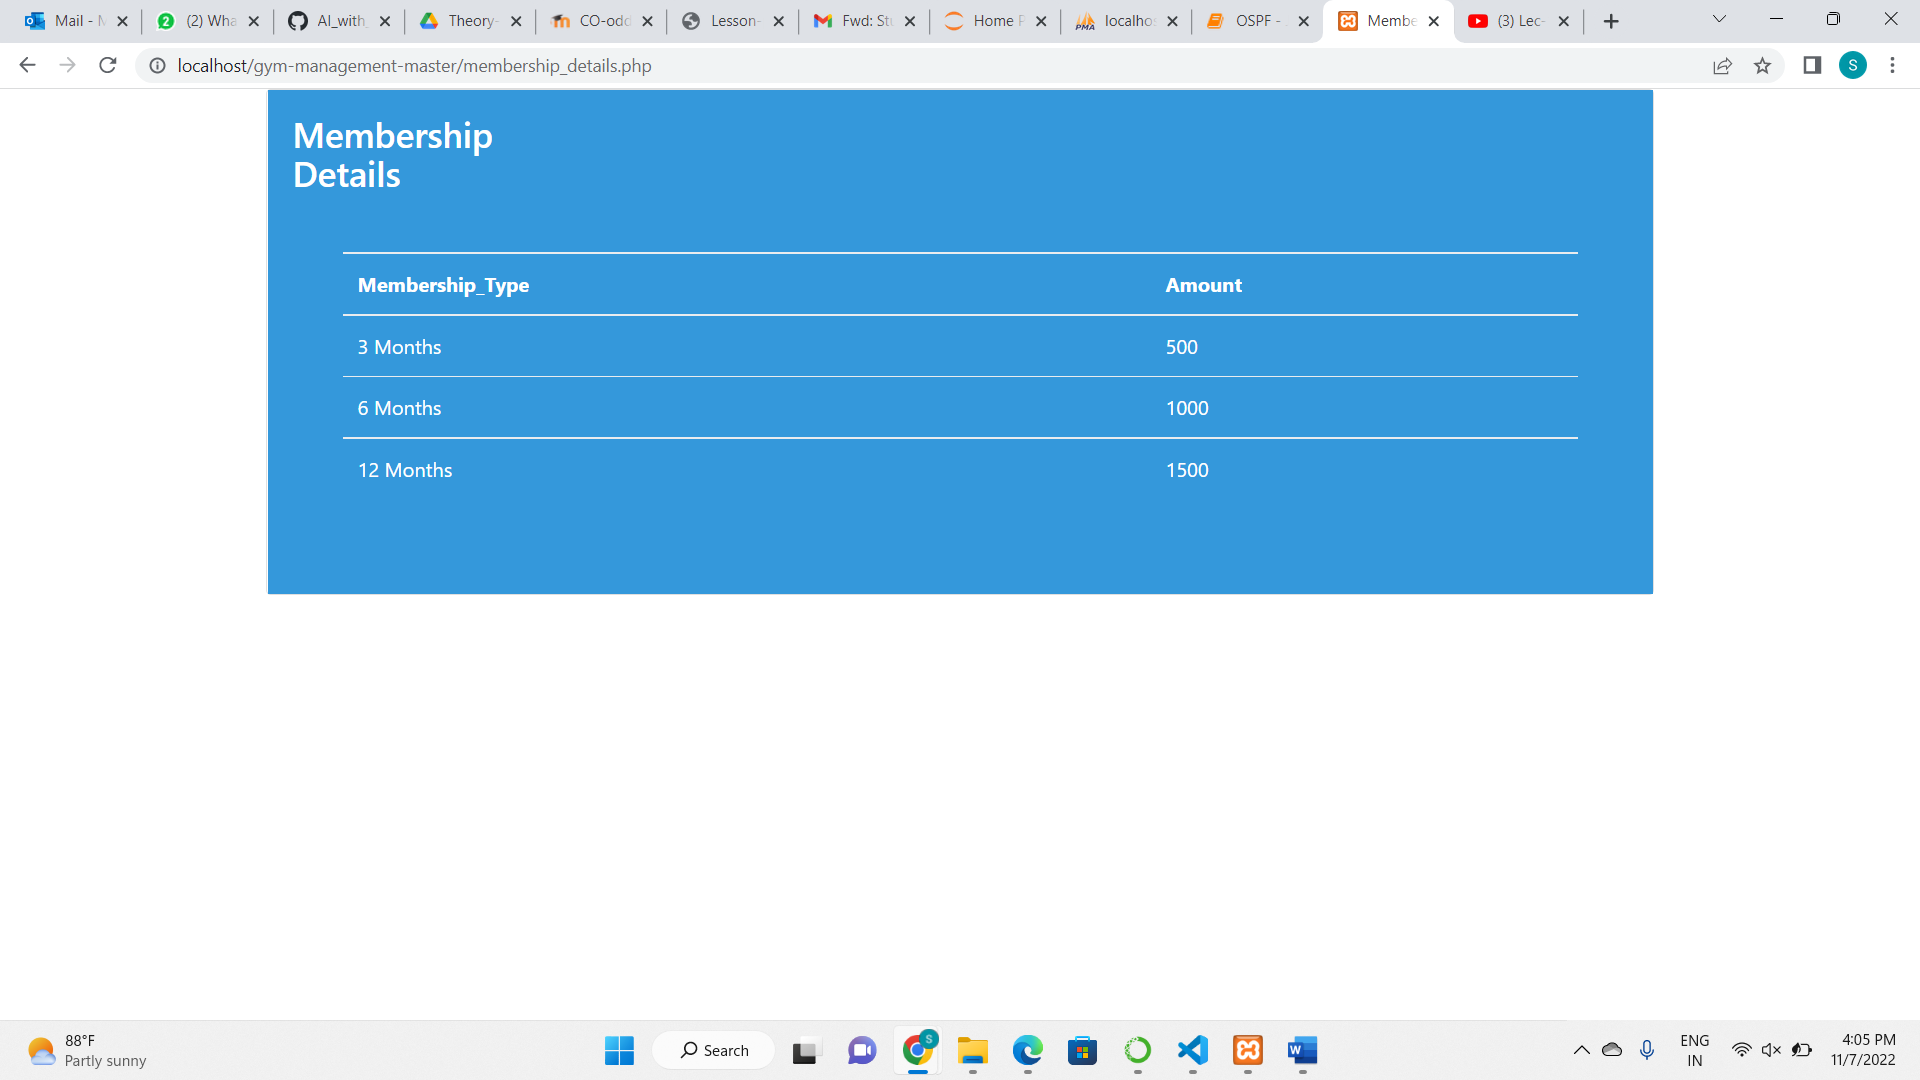 Mail - M
(2) Wha
AI_with_
Theory-
CO-odd
Lesson-
Fwd: Stu
Home P
localhos
OSPF -
Membe
(3) Lec-
localhost/gym-management-master/membership_details.php
S
Membership
Details
Membership_Type Amount
3 Months 500
6 Months 1000
12 Months 1500
88°F
Partly sunny
Search
S
ENG
IN
4:05 PM
11/7/2022